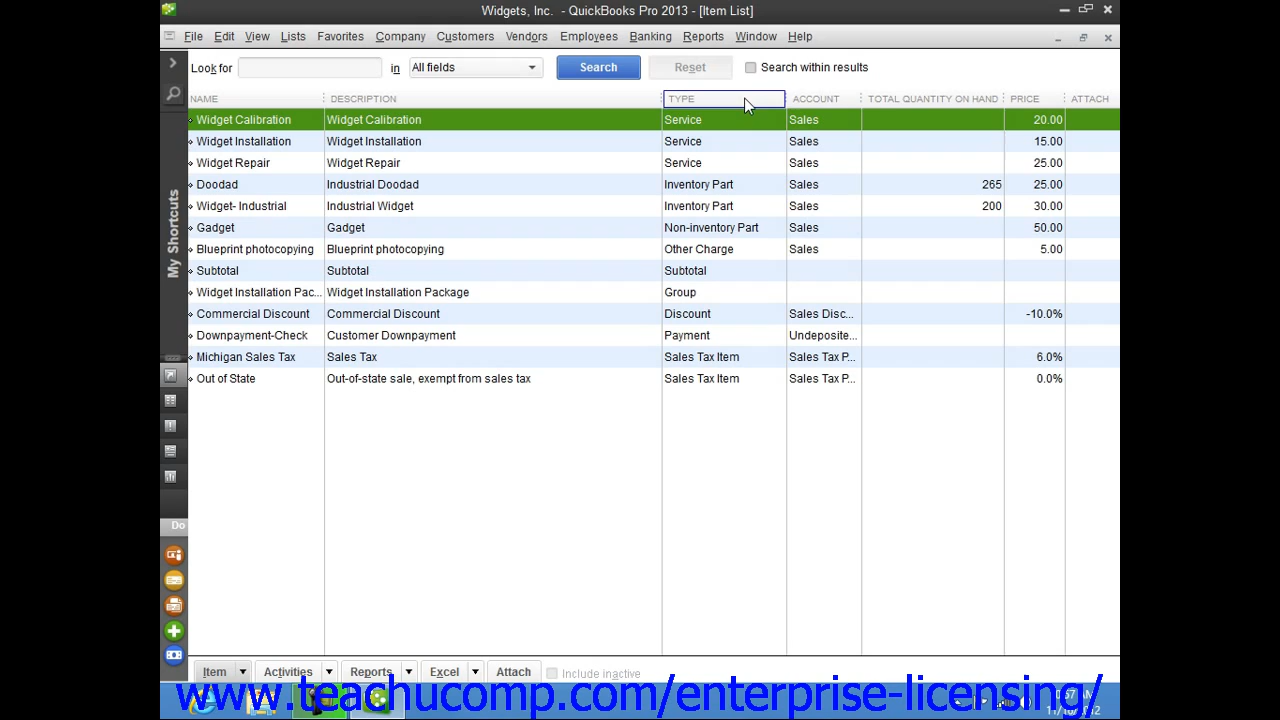 Widgets, Inc. - QuickBooks Pro 2013 - [Item List]
File Edit View Lists Favorites Company Customers Vendors Employees Banking Reports Window Help
Look for in All fields Search Reset Search within results
NAME DESCRIPTION TYPE ACCOUNT TOTAL QUANTITY ON HAND PRICE ATTACH
Widget Calibration Widget Calibration Service Sales 20.00
Widget Installation Widget Installation Service Sales 15.00
Widget Repair Widget Repair Service Sales 25.00
Doodad Industrial Doodad Inventory Part Sales 265 25.00
Widget- Industrial Industrial Widget Inventory Part Sales 200 30.00
Gadget Gadget Non-inventory Part Sales 50.00
Blueprint photocopying Blueprint photocopying Other Charge Sales 5.00
Subtotal Subtotal Subtotal
Widget Installation Pac... Widget Installation Package Group
Commercial Discount Commercial Discount Discount Sales Disc... -10.0%
Downpayment-Check Customer Downpayment Payment Undeposite...
Michigan Sales Tax Sales Tax Sales Tax Item Sales Tax P... 6.0%
Out of State Out-of-state sale, exempt from sales tax Sales Tax Item Sales Tax P... 0.0%
My Shortcuts
Do
Item Activities Reports Excel Attach Include inactive
www.teachucomp.com/enterprise-licensing/